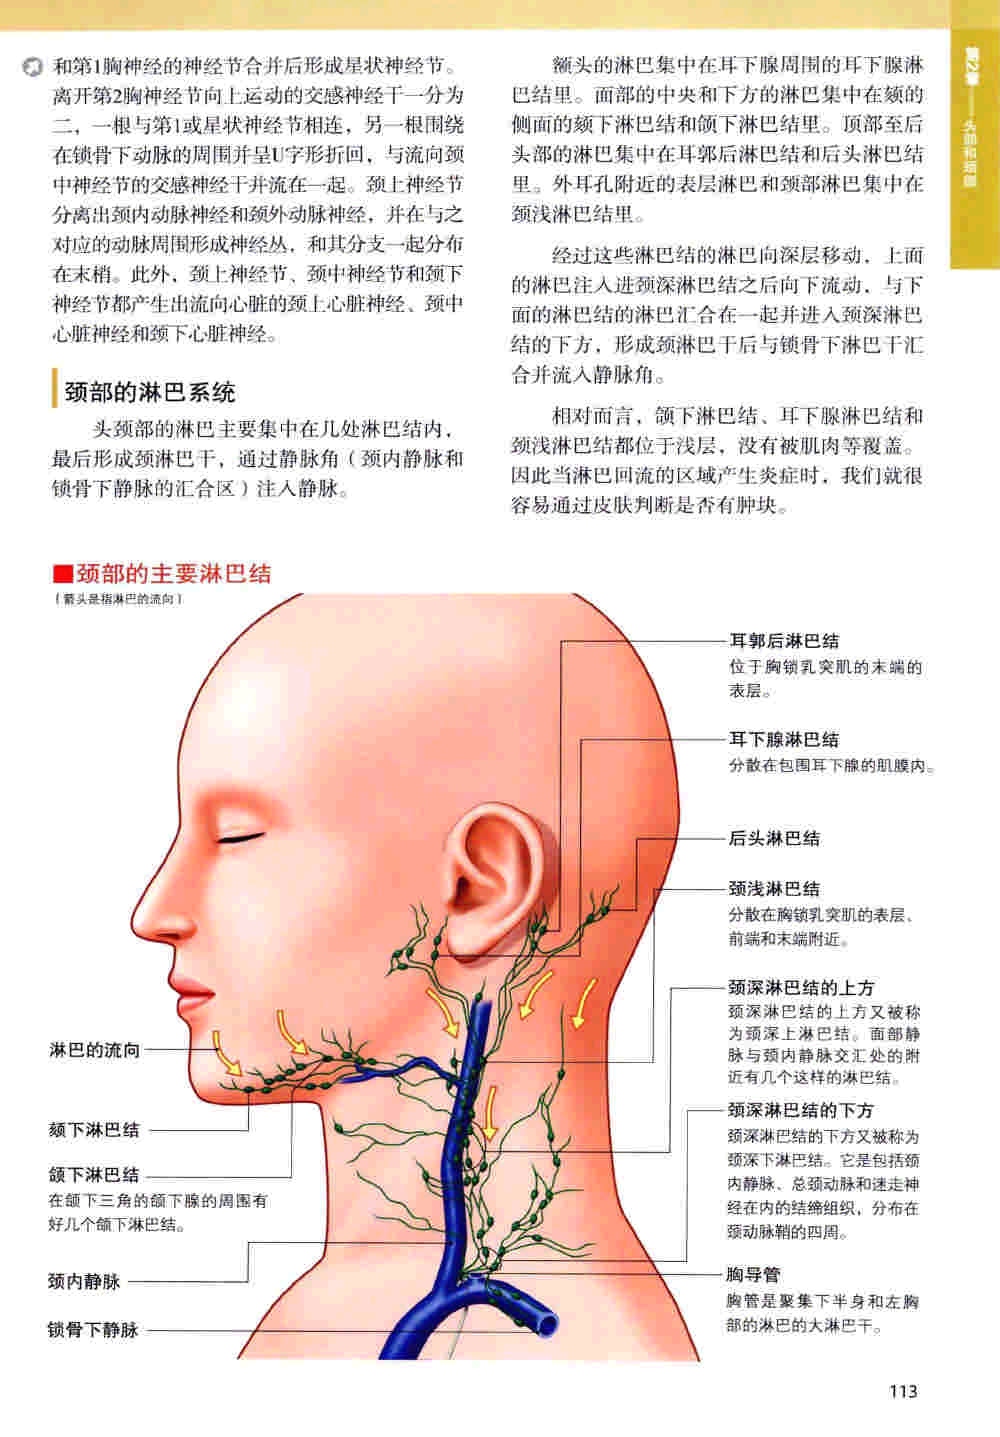 和第1胸神经的神经节合并后形成星状神经节。
离开第2胸神经节向上运动的交感神经干一分为
二，一根与第1或星状神经节相连，另一根围绕
在锁骨下动脉的周围并呈U字形折回，与流向颈
中神经节的交感神经干并流在一起。颈上神经节
分离出颈内动脉神经和颈外动脉神经，并在与之
对应的动脉周围形成神经丛，和其分支一起分布
在末梢。此外，颈上神经节、颈中神经节和颈下
神经节都产生出流向心脏的颈上心脏神经、颈中
心脏神经和颈下心脏神经。
颈部的淋巴系统
头颈部的淋巴主要集中在几处淋巴结内，
最后形成颈淋巴干，通过静脉角（颈内静脉和
锁骨下静脉的汇合区）注入静脉。
额头的淋巴集中在耳下腺周围的耳下腺淋
巴结里。面部的中央和下方的淋巴集中在颏的
侧面的颏下淋巴结和颌下淋巴结里。顶部至后
头部的淋巴集中在耳郭后淋巴结和后头淋巴结
里。外耳孔附近的表层淋巴和颈部淋巴集中在
颈浅淋巴结里。
经过这些淋巴结的淋巴向深层移动，上面
的淋巴注入进颈深淋巴结之后向下流动，与下
面的淋巴结的淋巴汇合在一起并进入颈深淋巴
结的下方，形成颈淋巴干后与锁骨下淋巴干汇
合并流入静脉角。
相对而言，颌下淋巴结、耳下腺淋巴结和
颈浅淋巴结都位于浅层，没有被肌肉等覆盖。
因此当淋巴回流的区域产生炎症时，我们就很
容易通过皮肤判断是否有肿块。
第2章——头部和颈部
■颈部的主要淋巴结
（箭头是指淋巴的流向）
耳郭后淋巴结
位于胸锁乳突肌的末端的
表层。
耳下腺淋巴结
分散在包围耳下腺的肌膜内。
后头淋巴结
颈浅淋巴结
分散在胸锁乳突肌的表层、
前端和末端附近。
颈深淋巴结的上方
颈深淋巴结的上方又被称
为颈深上淋巴结。面部静
脉与颈内静脉交汇处的附
近有几个这样的淋巴结。
颈深淋巴结的下方
颈深淋巴结的下方又被称为
颈深下淋巴结。它是包括颈
内静脉、总颈动脉和迷走神
经在内的结缔组织，分布在
颈动脉鞘的四周。
胸导管
胸管是聚集下半身和左胸
部的淋巴的大淋巴干。
淋巴的流向
颏下淋巴结
颌下淋巴结
在颌下三角的颌下腺的周围有
好几个颌下淋巴结。
颈内静脉
锁骨下静脉
113